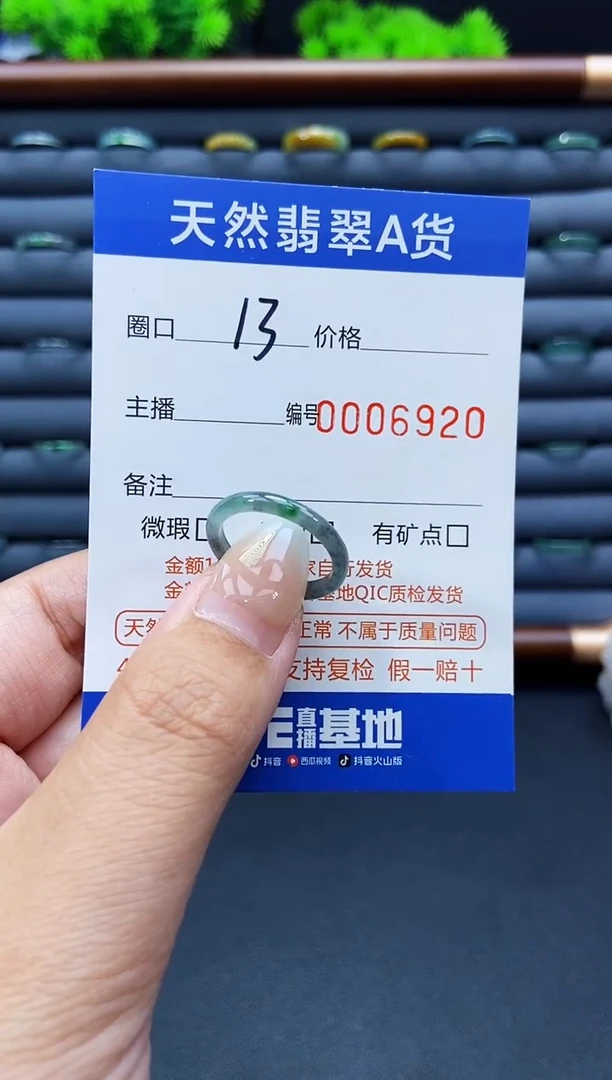 天然翡翠A货
圈口 13 价格
主播 编号0006920
备注
微瑕 有矿点
金额 家自行发货
基地QIC质检发货
天然 正常 不属于质量问题
支持复检 假一赔十
直播基地
抖音 西瓜视频 抖音火山版